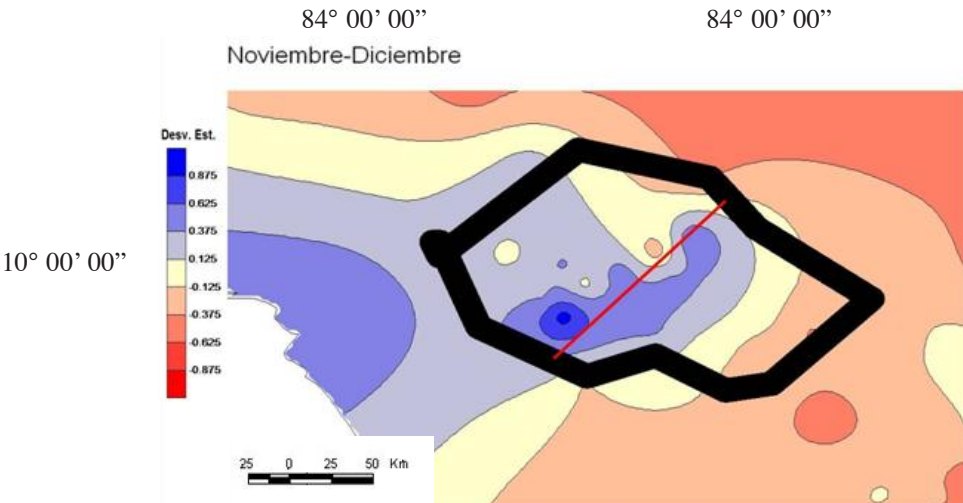 84° 00’ 00” 84° 00’ 00”
Noviembre-Diciembre
Desv. Est.
0.875
0.625
0.375
0.125
-0.125
-0.375
-0.625
-0.875
10° 00’ 00”
25 0 25 50 Km